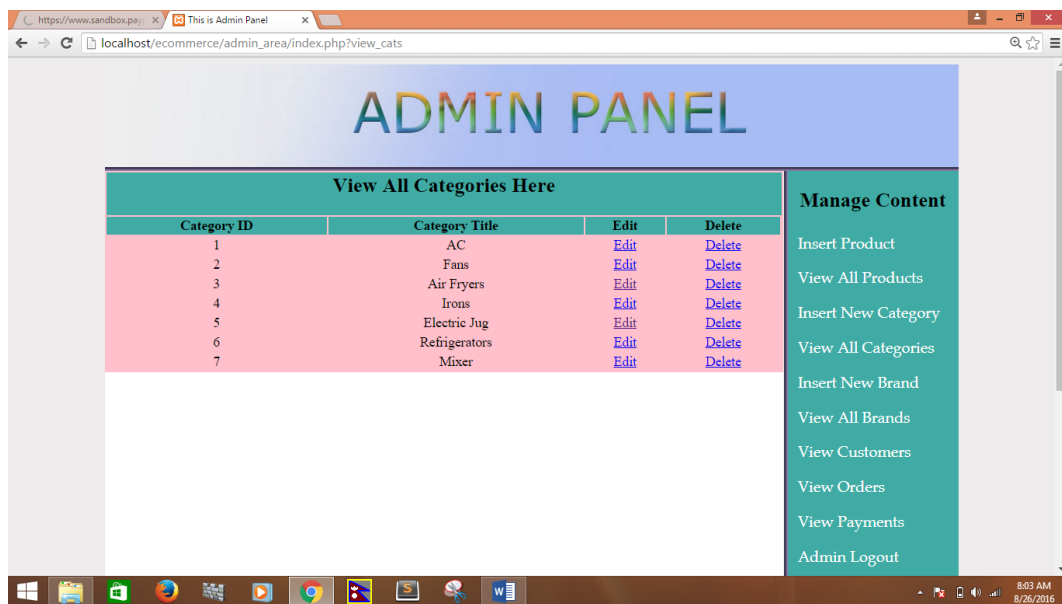 https://www.sandbox.payp
This is Admin Panel
localhost/ecommerce/admin_area/index.php?view_cats
ADMIN PANEL
View All Categories Here
Category ID Category Title Edit Delete
1 AC Edit Delete
2 Fans Edit Delete
3 Air Fryers Edit Delete
4 Irons Edit Delete
5 Electric Jug Edit Delete
6 Refrigerators Edit Delete
7 Mixer Edit Delete
Manage Content
Insert Product
View All Products
Insert New Category
View All Categories
Insert New Brand
View All Brands
View Customers
View Orders
View Payments
Admin Logout
8:03 AM
8/26/2016